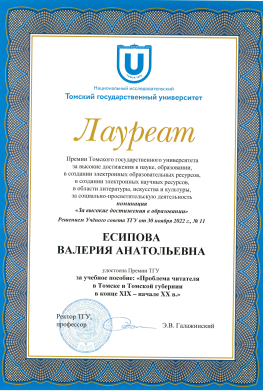 Национальный исследовательский
Томский государственный университет
Лауреат
Премии Томского государственного университета
за высокие достижения в науке, образовании,
в создании электронных образовательных ресурсов,
в создании электронных научных ресурсов,
в области литературы, искусства и культуры,
за социально-просветительскую деятельность
номинация
«За высокие достижения в образовании»
Решением Учёного совета ТГУ от 30 ноября 2022 г., № 11
ЕСИПОВА
ВАЛЕРИЯ АНАТОЛЬЕВНА
удостоена Премии ТГУ
за учебное пособие: «Проблема читателя
в Томске и Томской губернии
в конце XIX – начале XX в.»
Ректор ТГУ,
профессор
Э.В. Галажинский